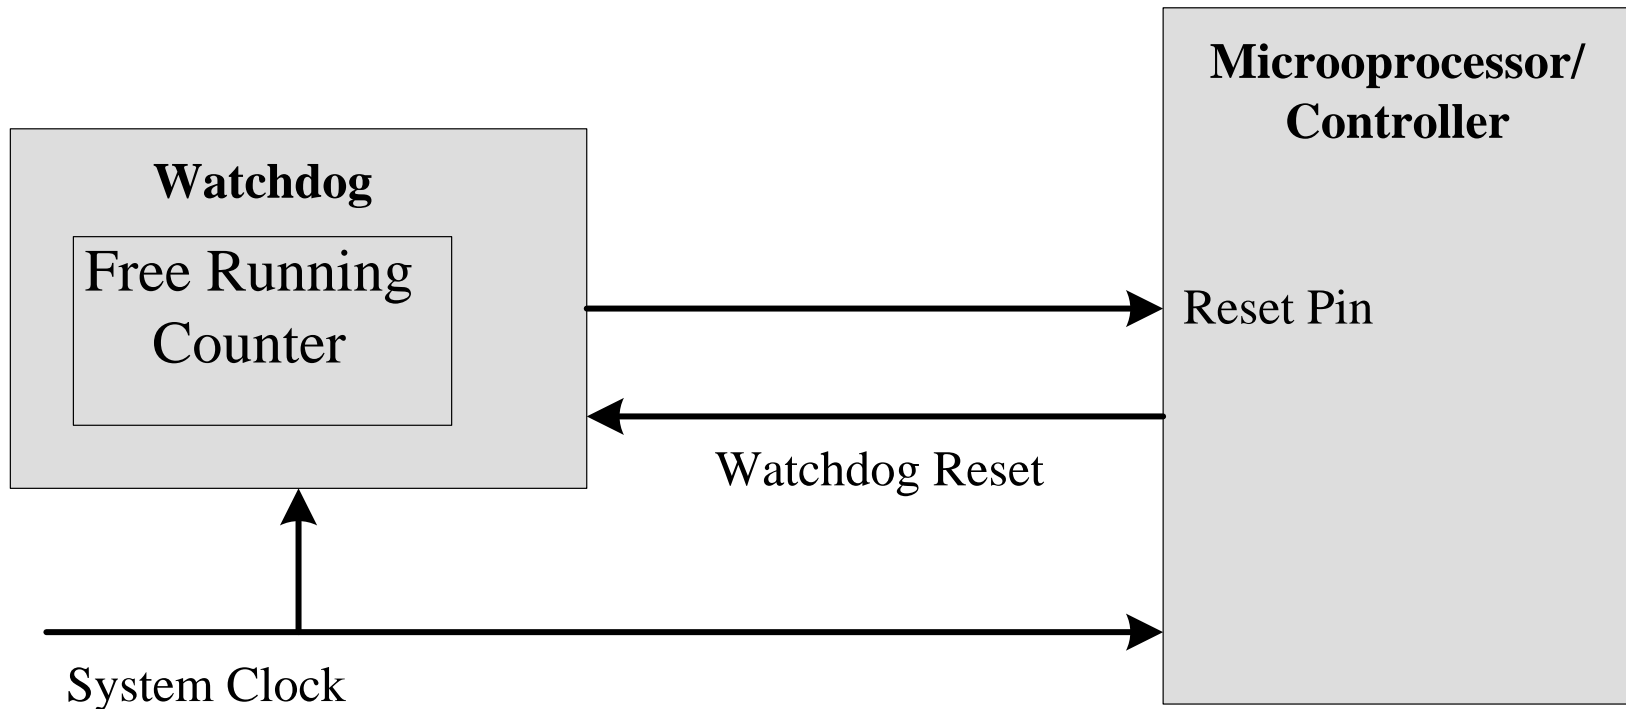 Microoprocessor/
Controller
Watchdog
Free Running
Counter
Reset Pin
Watchdog Reset
System Clock